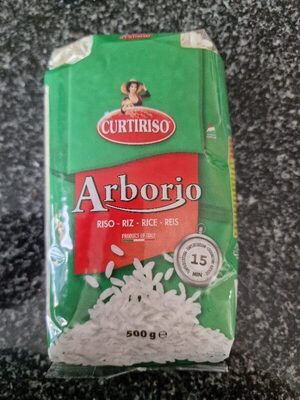 CURTIRISO
Arborio
RISO - RIZ - RICE - REIS
PRODUCT OF ITALY
15
MIN.
500 g e